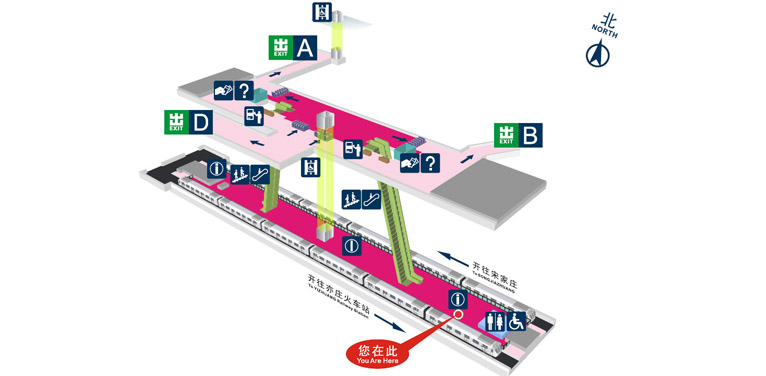 北
NORTH
出
EXIT
A
?
出
EXIT
D
出
EXIT
B
?
开往宋家庄
To SONGJIAZHUANG
开往亦庄火车站
To YIZHUANG Railway Station
您在此
You Are Here